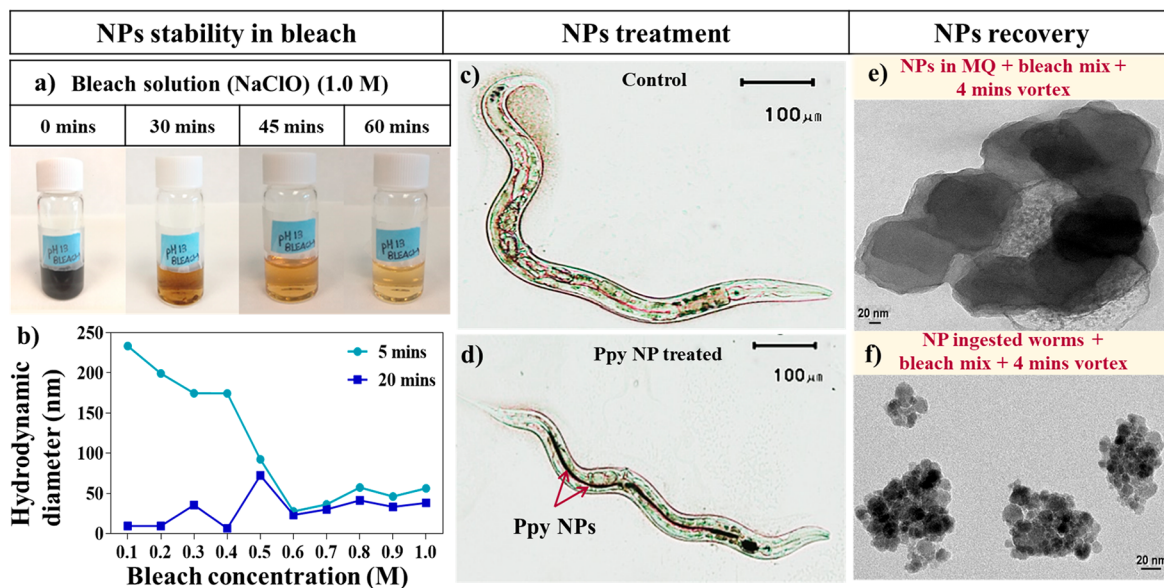 NPs stability in bleach
NPs treatment
NPs recovery
a) Bleach solution (NaClO) (1.0 M)
0 mins
30 mins
45 mins
60 mins
pH 13
BLEACH
pH 13
BLEACH
pH 13
BLEACH
pH 13
BLEACH
b)
250
200
150
100
50
0
Hydrodynamic
diameter (nm)
5 mins
20 mins
0.1
0.2
0.3
0.4
0.5
0.6
0.7
0.8
0.9
1.0
Bleach concentration (M)
c)
Control
100μm
d)
Ppy NP treated
100μm
Ppy NPs
e)
NPs in MQ + bleach mix +
4 mins vortex
20 nm
f)
NP ingested worms +
bleach mix + 4 mins vortex
20 nm